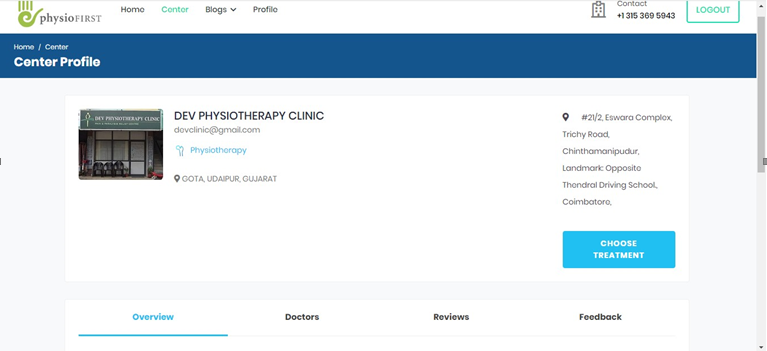 physioFIRST
Home Center Blogs Profile
Contact
+1 315 369 5943
LOGOUT
Home / Center
Center Profile
DEV PHYSIOTHERAPY CLINIC
DEV PHYSIOTHERAPY CLINIC
devclinic@gmail.com
Physiotherapy
GOTA, UDAIPUR, GUJARAT
#21/2, Eswara Complex,
Trichy Road,
Chinthamanipudur,
Landmark: Opposite
Thondral Driving School.,
Coimbatore,
CHOOSE
TREATMENT
Overview Doctors Reviews Feedback